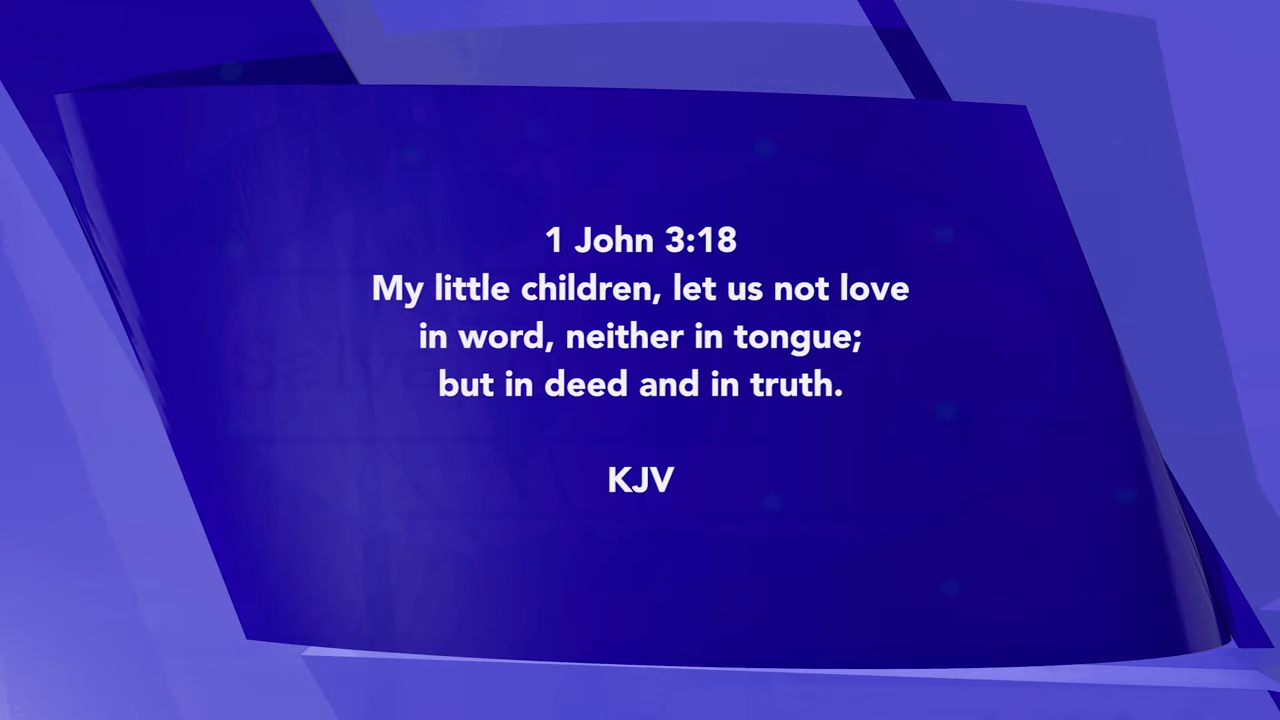 1 John 3:18
My little children, let us not love
in word, neither in tongue;
but in deed and in truth.
KJV